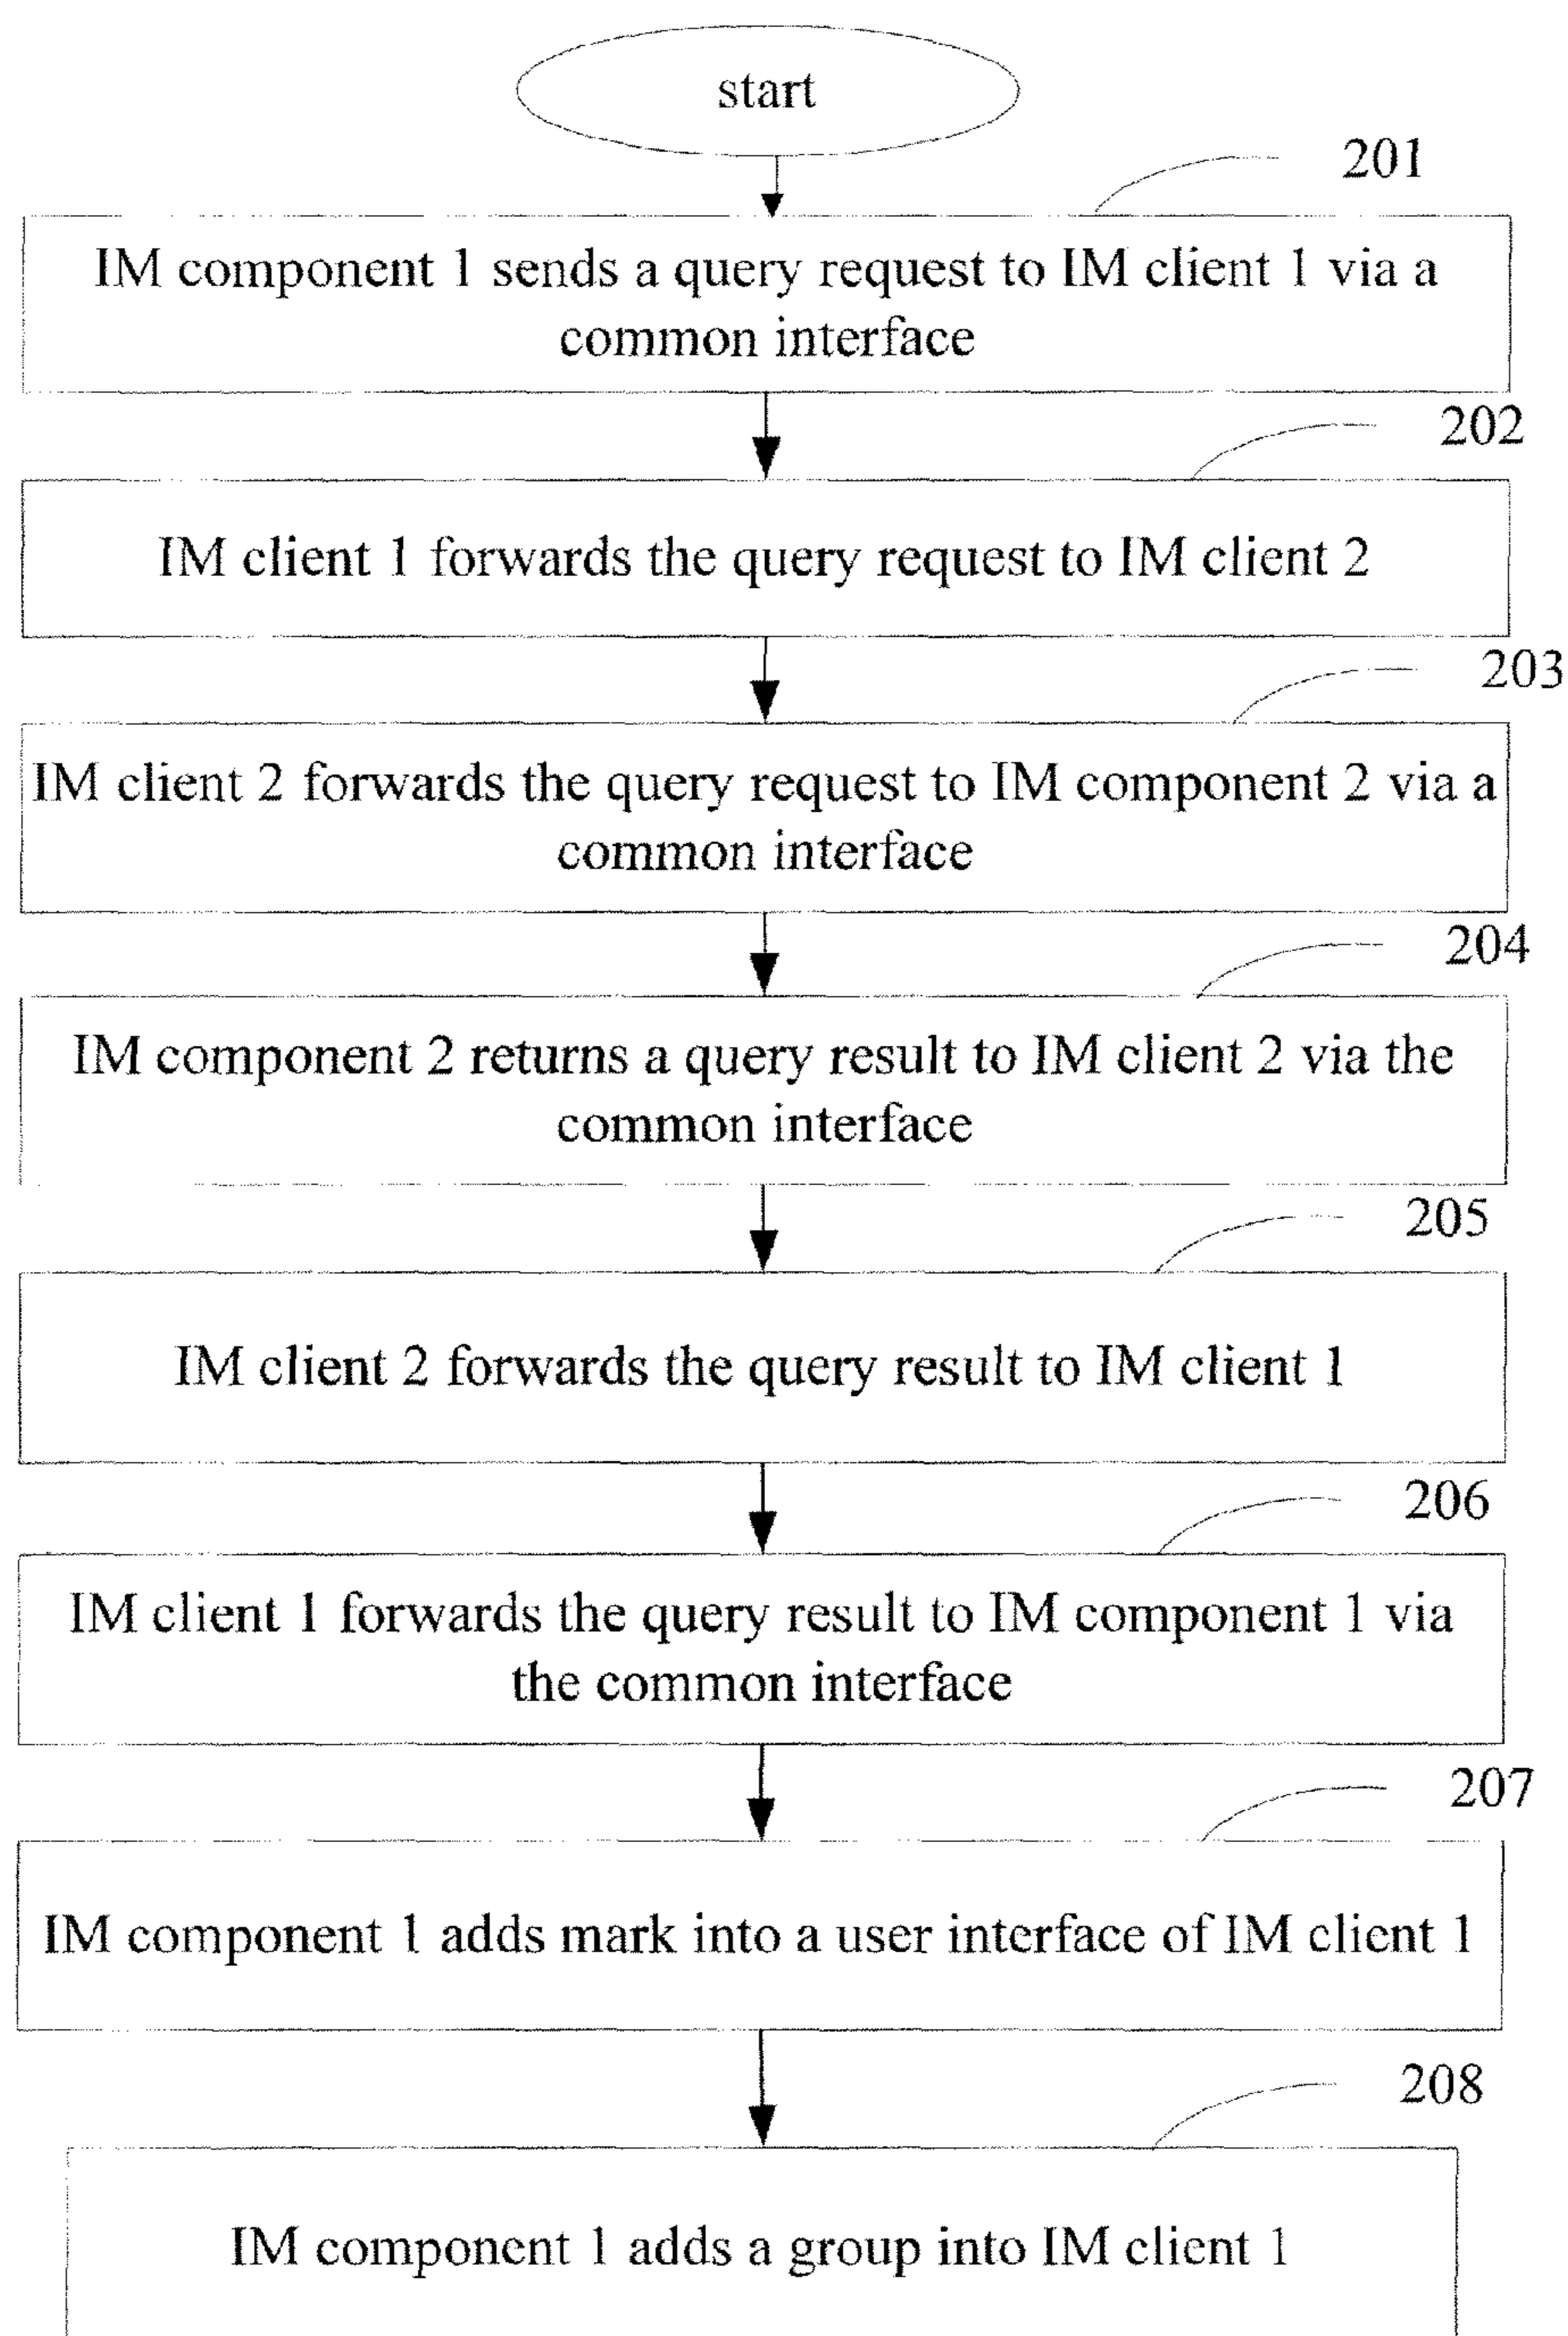 start
201
IM component 1 sends a query request to IM client 1 via a
common interface
202
IM client 1 forwards the query request to IM client 2
203
IM client 2 forwards the query request to IM component 2 via a
common interface
204
IM component 2 returns a query result to IM client 2 via the
common interface
205
IM client 2 forwards the query result to IM client 1
206
IM client 1 forwards the query result to IM component 1 via
the common interface
207
IM component 1 adds mark into a user interface of IM client 1
208
IM component 1 adds a group into IM client 1